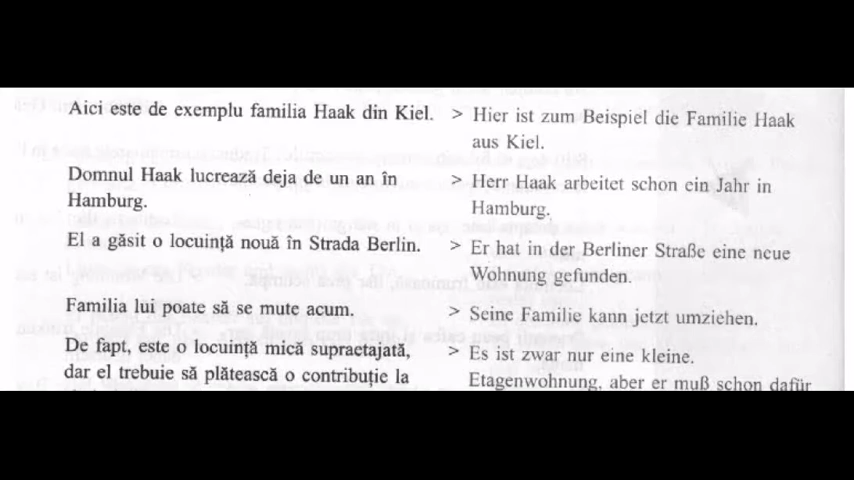 Aici este de exemplu familia Haak din Kiel.
> Hier ist zum Beispiel die Familie Haak
aus Kiel.
Domnul Haak lucrează deja de un an în
Hamburg.
> Herr Haak arbeitet schon ein Jahr in
Hamburg.
El a găsit o locuință nouă în Strada Berlin.
> Er hat in der Berliner Straße eine neue
Wohnung gefunden.
Familia lui poate să se mute acum.
> Seine Familie kann jetzt umziehen.
De fapt, este o locuință mică supraetajată,
dar el trebuie să plătească o contribuție la
> Es ist zwar nur eine kleine.
Etagenwohnung, aber er muß schon dafür